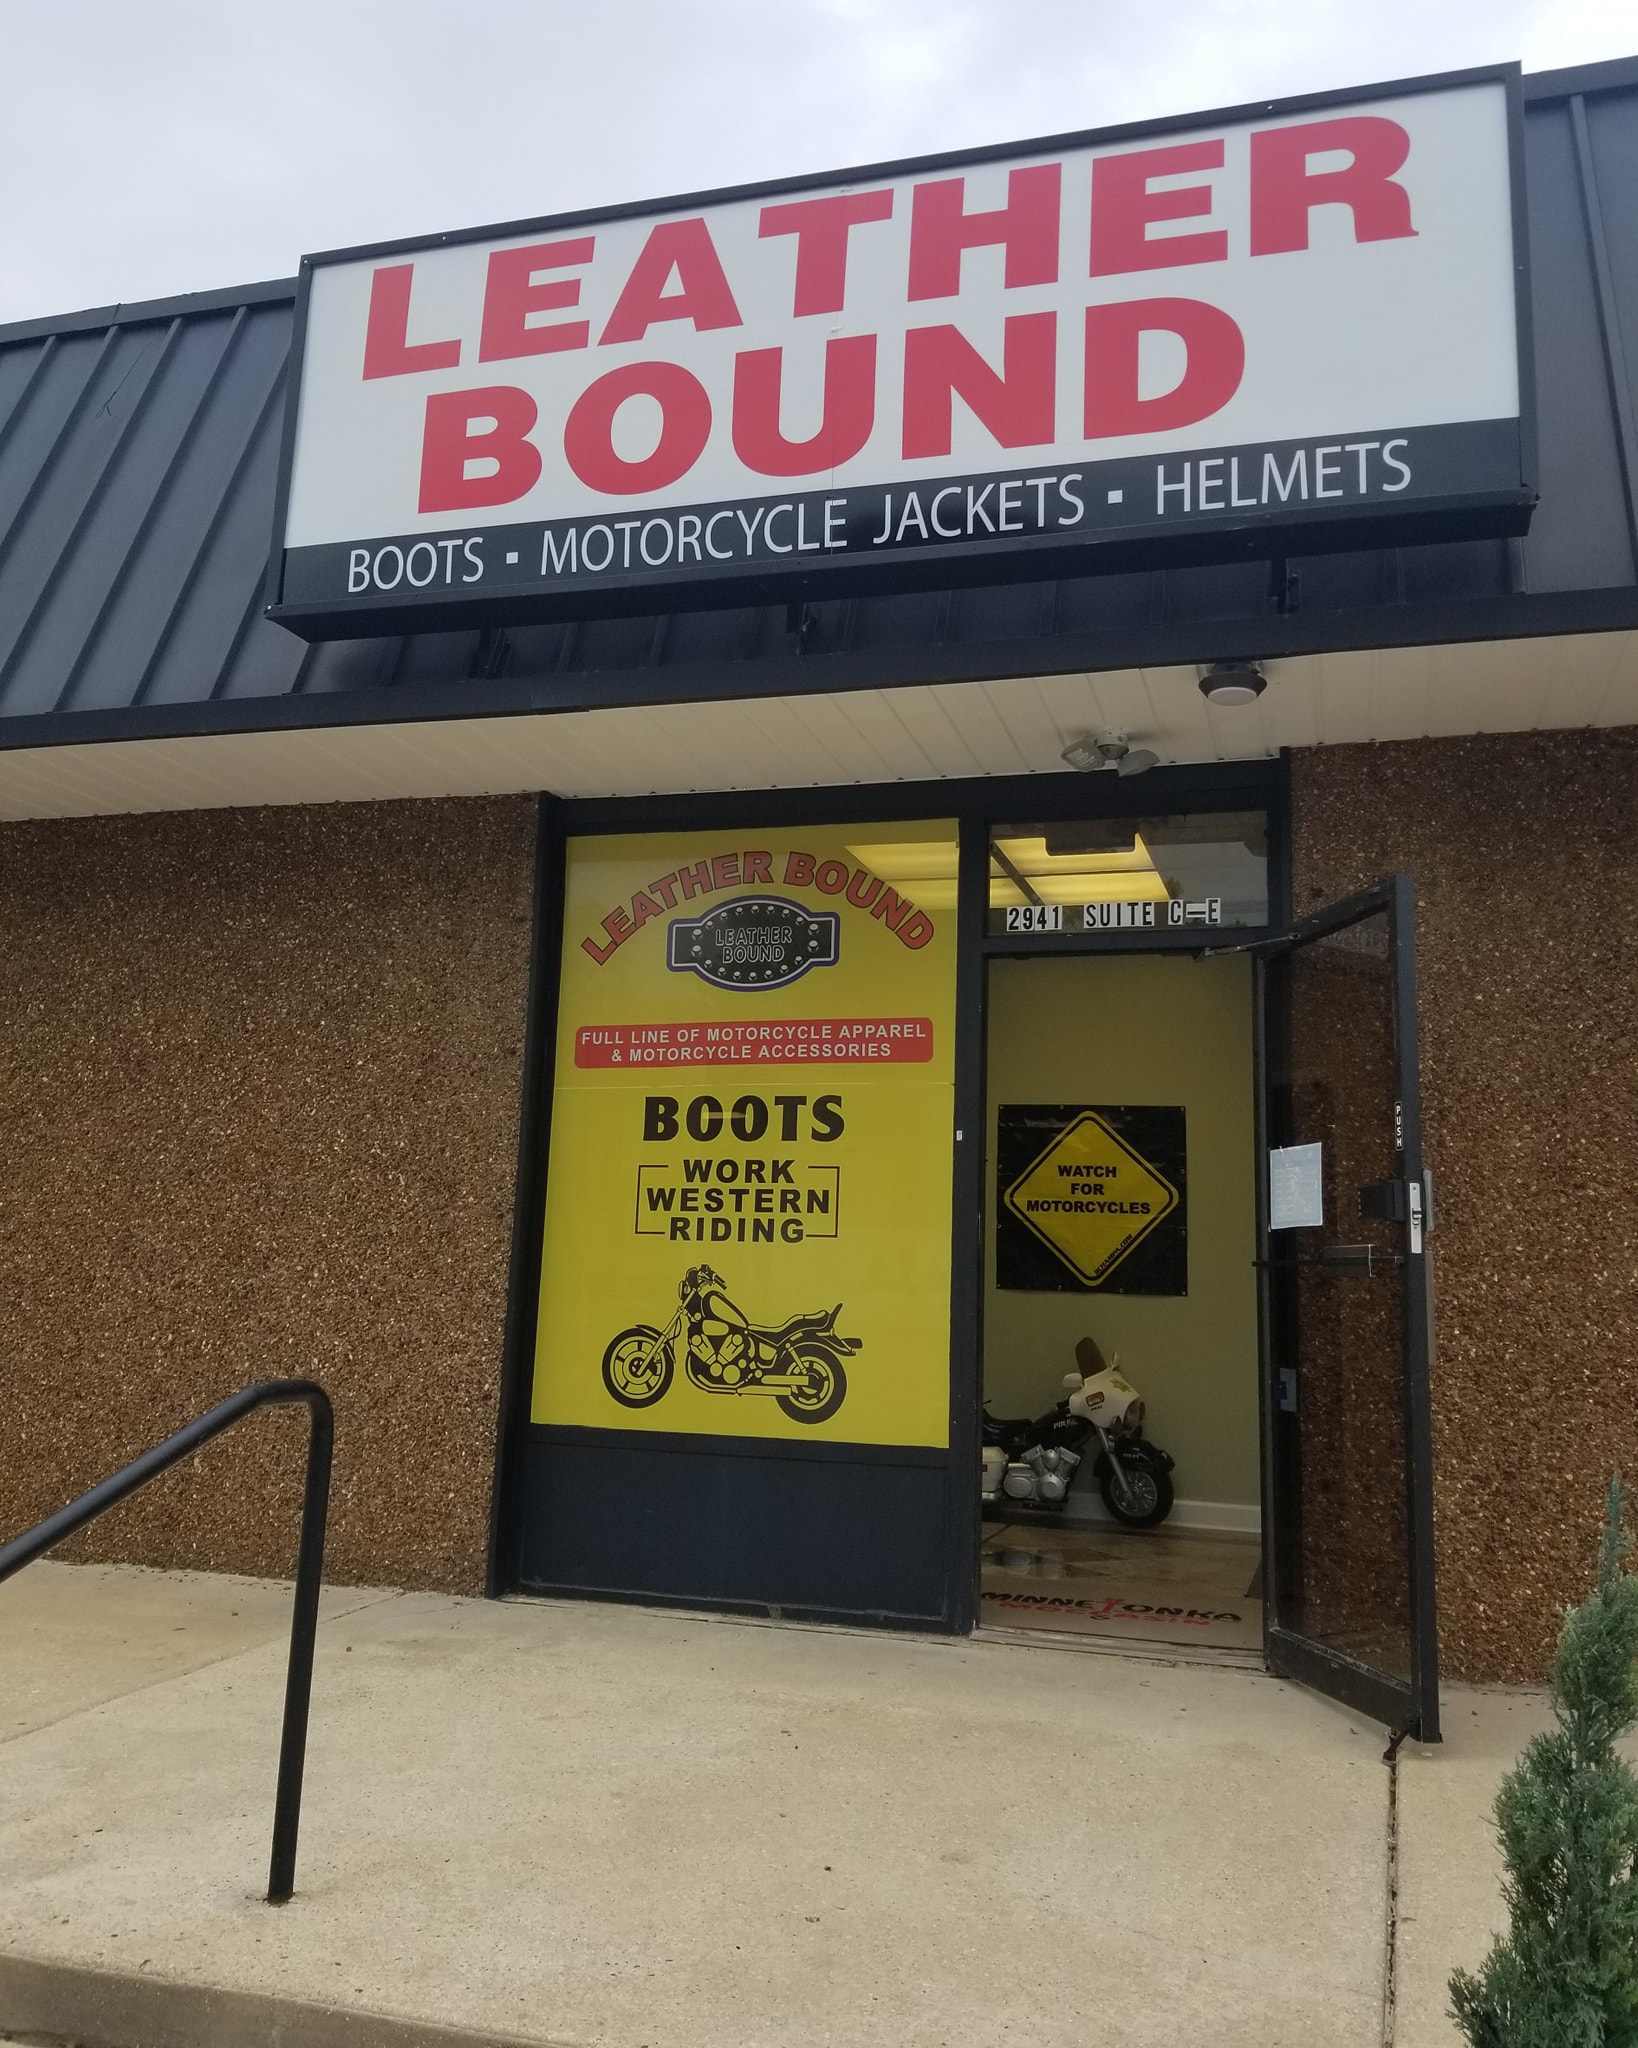 LEATHER
BOUND
BOOTS ▪ MOTORCYCLE JACKETS ▪ HELMETS
LEATHER BOUND
LEATHER
BOUND
FULL LINE OF MOTORCYCLE APPAREL
& MOTORCYCLE ACCESSORIES
BOOTS
WORK
WESTERN
RIDING
2941 SUITE C-E
PUSH
WATCH
FOR
MOTORCYCLES
MINNETONKA
MOCCASIN